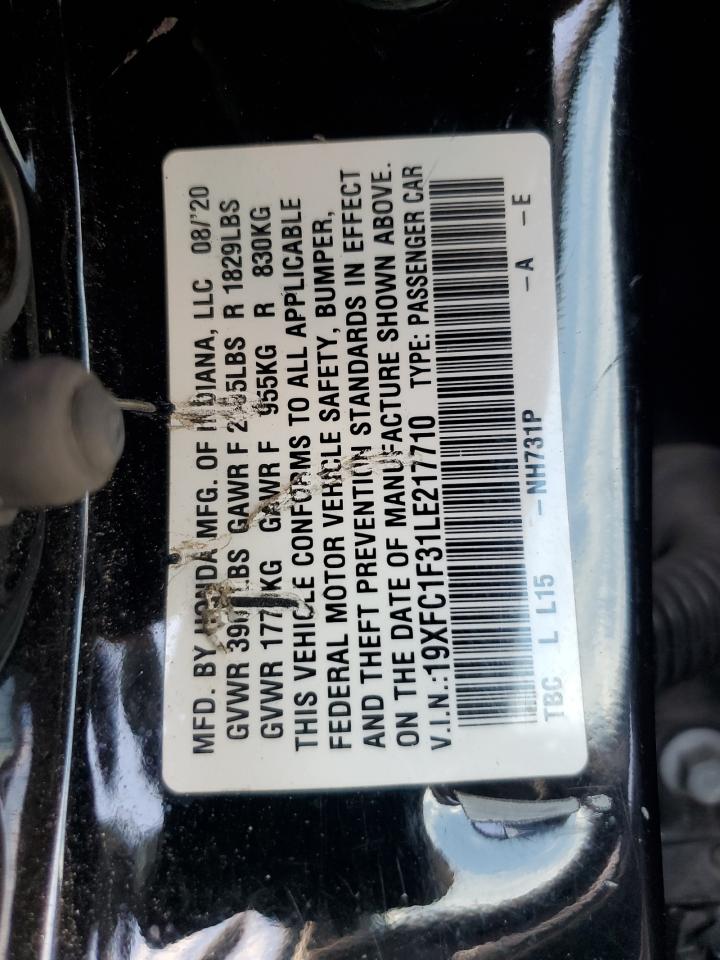 MFD. BY HONDA MFG. OF INDIANA, LLC 08/'20
GVWR LBS GAWR F LBS R 1829LBS
GVWR KG GAWR F 955KG R 830KG
THIS VEHICLE CONFORMS TO ALL APPLICABLE
FEDERAL MOTOR VEHICLE SAFETY, BUMPER,
AND THEFT PREVENTION STANDARDS IN EFFECT
ON THE DATE OF MANUFACTURE SHOWN ABOVE.
V.I.N.:19XFC1F31LE217710 TYPE: PASSENGER CAR
TBC L L15 -NH731P -A -E